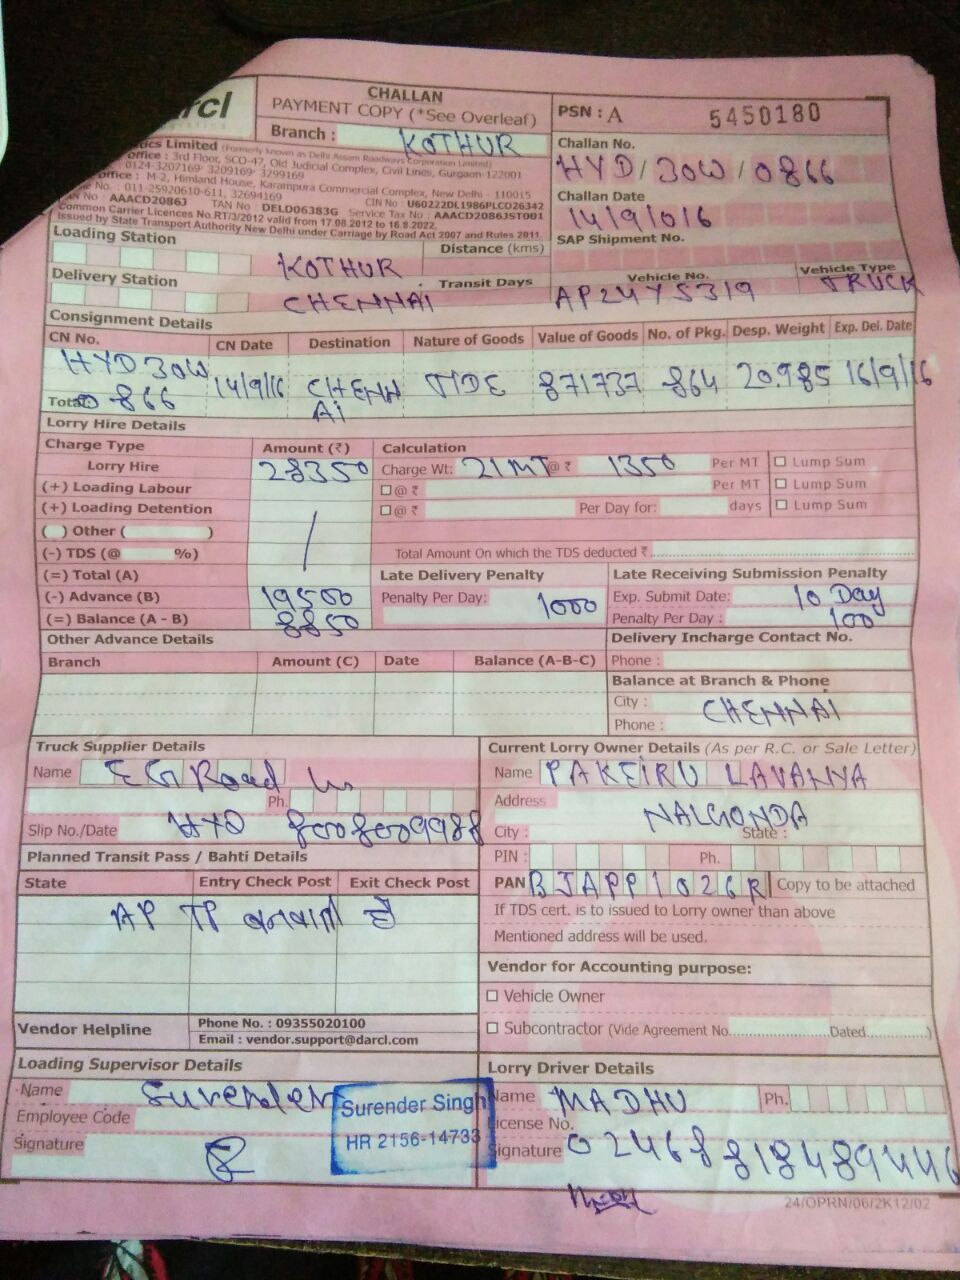 rcl
CHALLAN
PAYMENT COPY (*See Overleaf)
Branch : KOTHUR
PSN : A 5450180
Challan No.
HYD/30W/0866
Challan Date
14/9/016
SAP Shipment No.
tics Limited (Formerly known as Delhi Assam Roadways Corporation Limited)
office : 3rd Floor, SCO-47, Old Judicial Complex, Civil Lines, Gurgaon-122001
0124-3207169 3209169 3299169
office : M-2, Himland House, Karampura Commercial Complex, New Delhi - 110015
No. : 011-25920610-611, 32694169 CIN No : U60222DL1986PLC026342
No : AAACD2086J TAN No : DELD06383G Service Tax No : AAACD2086JST001
Common Carrier Licences No.RT/3/2012 valid from 17.08.2012 to 16.8.2022.
Issued by State Transport Authority New Delhi under Carriage by Road Act 2007 and Rules 2011.
Loading Station KOTHUR Distance (kms)
Delivery Station CHENNAI Transit Days
Vehicle No. AP24Y5319
Vehicle Type TRUCK
Consignment Details
CN No. CN Date Destination Nature of Goods Value of Goods No. of Pkg. Desp. Weight Exp. Del. Date
HYD 30W 14/9/16 CHENN TIDE 871737 864 20.985 16/9/16
Total: 0866 Ai
Lorry Hire Details
Charge Type Amount (₹) Calculation
Lorry Hire 28350 Charge Wt: 21MT @ ₹ 1350 Per MT Lump Sum
(+) Loading Labour @ ₹ Per MT Lump Sum
(+) Loading Detention @ ₹ Per Day for: days Lump Sum
( ) Other ( )
(-) TDS (@ %) Total Amount On which the TDS deducted ₹
(=) Total (A) Late Delivery Penalty Late Receiving Submission Penalty
(-) Advance (B) 19500 Penalty Per Day: 1000 Exp. Submit Date: 10 Day
(=) Balance (A - B) 8850 Penalty Per Day : 100
Other Advance Details Delivery Incharge Contact No.
Branch Amount (C) Date Balance (A-B-C) Phone :
Balance at Branch & Phone
City : CHENNAI
Phone :
Truck Supplier Details
Name EG Road
Ph.
Slip No./Date HYD 8008009988
Current Lorry Owner Details (As per R.C. or Sale Letter)
Name PAKEIRU LAVANYA
Address NALGONDA
City : State :
PIN : Ph.
PAN BJAPP1026R Copy to be attached
If TDS cert. is to issued to Lorry owner than above
Mentioned address will be used.
Planned Transit Pass / Bahti Details
State Entry Check Post Exit Check Post
AP TP बनवाना है
Vendor for Accounting purpose:
Vehicle Owner
Subcontractor (Vide Agreement No.............Dated...........)
Vendor Helpline Phone No. : 09355020100
Email : vendor.support@darcl.com
Loading Supervisor Details
Name Surender
Employee Code
Signature
Surender Singh
HR 2156-14733
Lorry Driver Details
Name MADHU Ph.
License No.
Signature 02468 818489446
24/OPRN/06/2K12/02